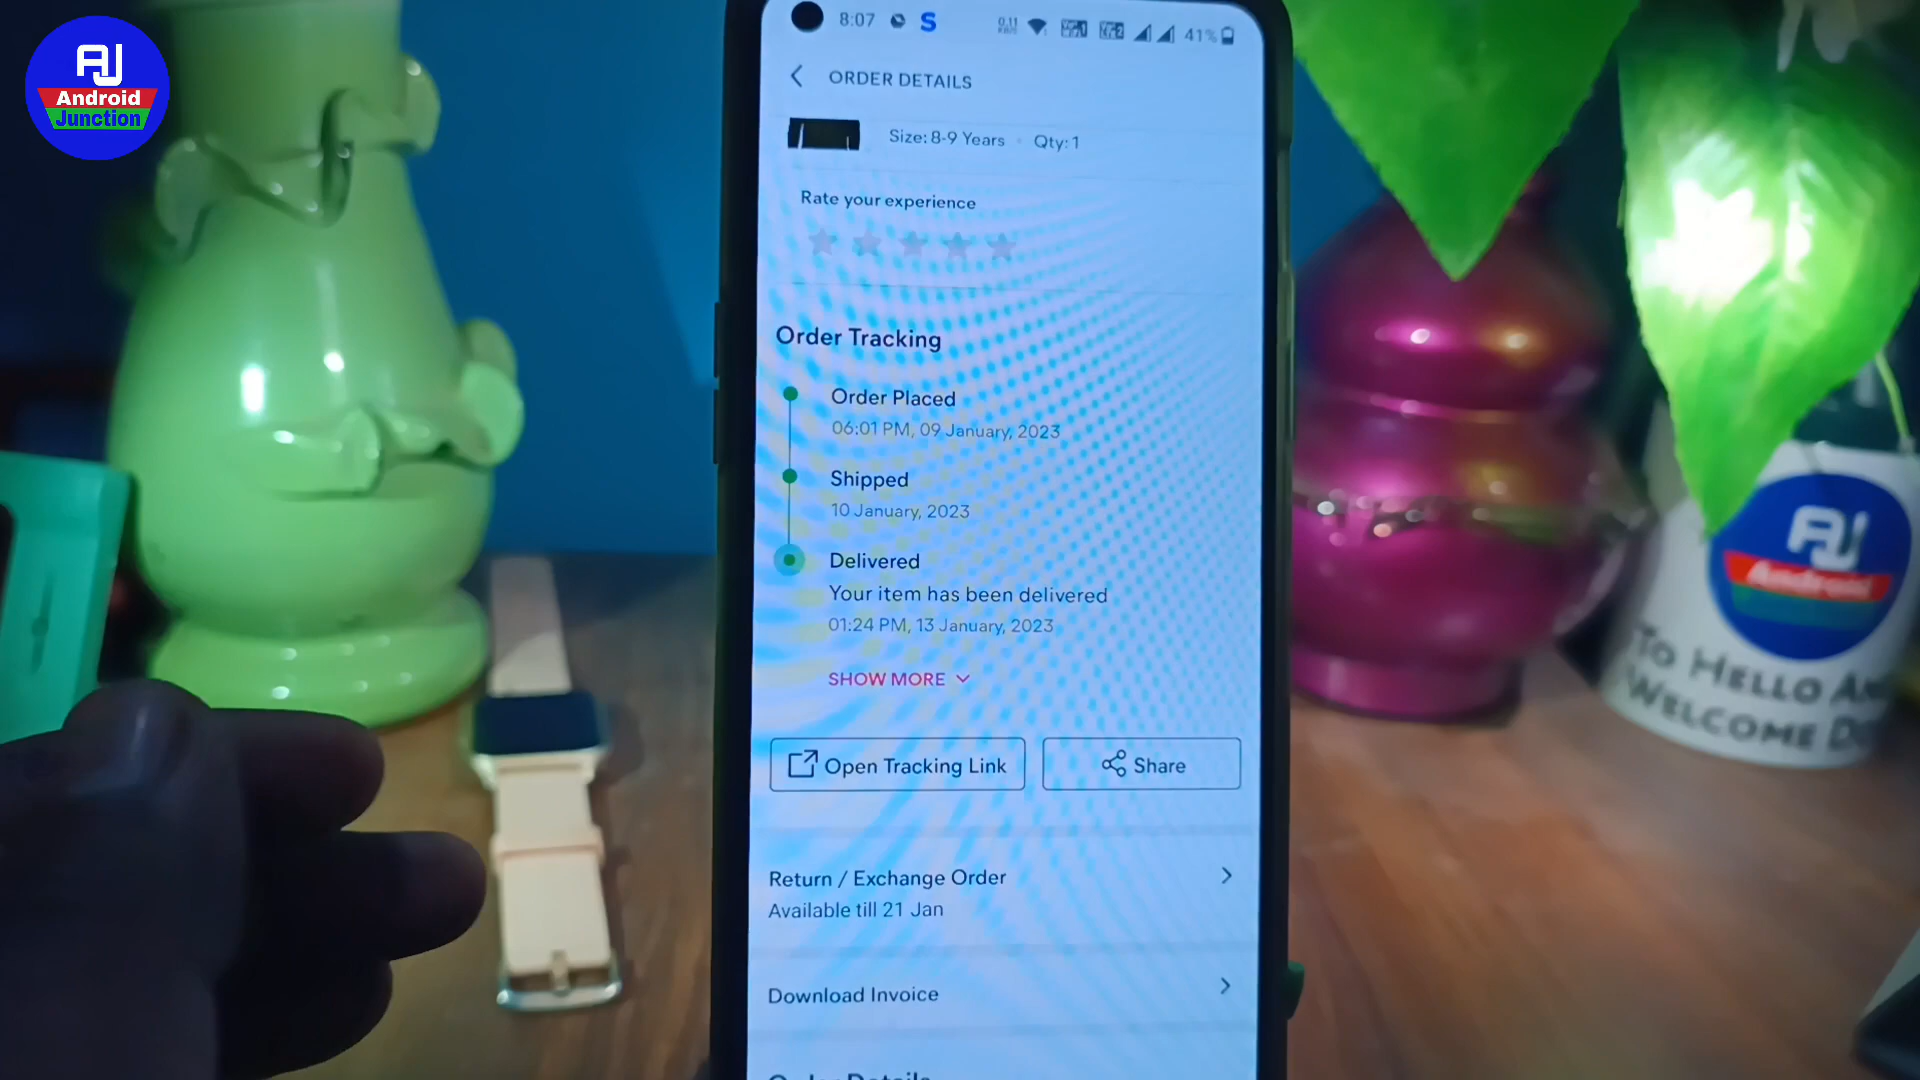 AJ
Android
Junction
8:07
S
41%
ORDER DETAILS
Size: 8-9 Years
Qty: 1
Rate your experience
Order Tracking
Order Placed
06:01 PM, 09 January, 2023
Shipped
10 January, 2023
Delivered
Your item has been delivered
01:24 PM, 13 January, 2023
SHOW MORE
Open Tracking Link
Share
Return / Exchange Order
Available till 21 Jan
Download Invoice
Order Details
AJ
Android
To Hello An
Welcome